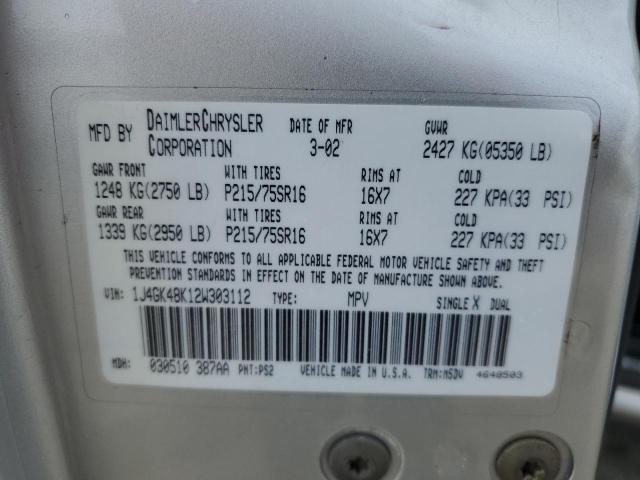 MFD BY DAIMLERCHRYSLER CORPORATION DATE OF MFR 3-02 GVWR 2427 KG(05350 LB)
GAWR FRONT WITH TIRES RIMS AT COLD
1248 KG(2750 LB) P215/75SR16 16X7 227 KPA(33 PSI)
GAWR REAR WITH TIRES RIMS AT COLD
1339 KG(2950 LB) P215/75SR16 16X7 227 KPA(33 PSI)
THIS VEHICLE CONFORMS TO ALL APPLICABLE FEDERAL MOTOR VEHICLE SAFETY AND THEFT
PREVENTION STANDARDS IN EFFECT ON THE DATE OF MANUFACTURE SHOWN ABOVE.
VIN: 1J4GK48K12W303112 TYPE: MPV SINGLE X DUAL
MDH: 030510 387AA PNT:PS2 VEHICLE MADE IN U.S.A. TRM:MSDV 4648503